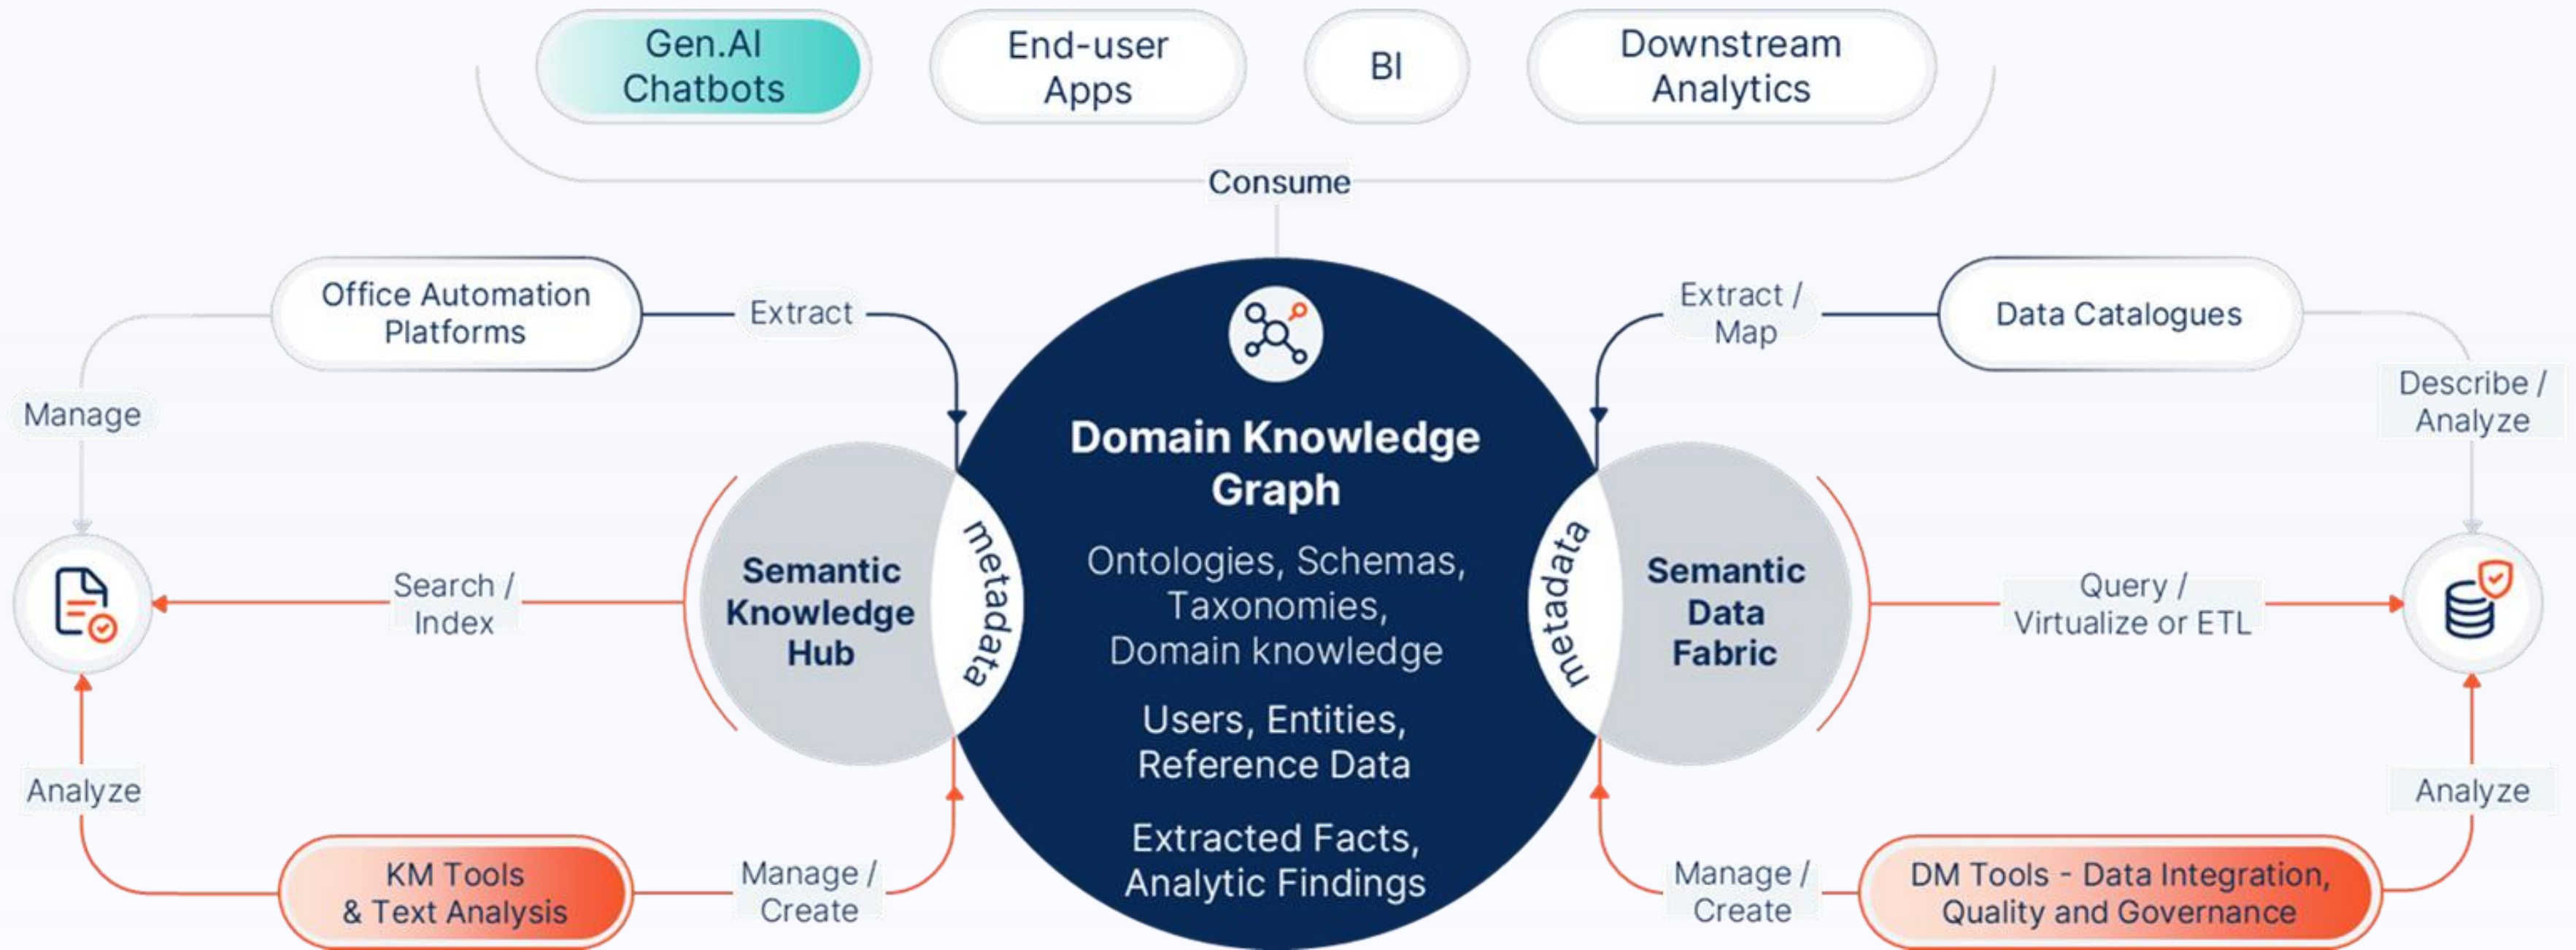 Gen.AI
Chatbots
End-user
Apps
BI
Downstream
Analytics
Consume
Office Automation
Platforms
Extract
Extract /
Map
Data Catalogues
Manage
Describe /
Analyze
Domain Knowledge
Graph
Ontologies, Schemas,
Taxonomies,
Domain knowledge
Users, Entities,
Reference Data
Extracted Facts,
Analytic Findings
Search /
Index
Semantic
Knowledge
Hub
metadata
metadata
Semantic
Data
Fabric
Query /
Virtualize or ETL
Analyze
KM Tools
& Text Analysis
Manage /
Create
Manage /
Create
DM Tools - Data Integration,
Quality and Governance
Analyze